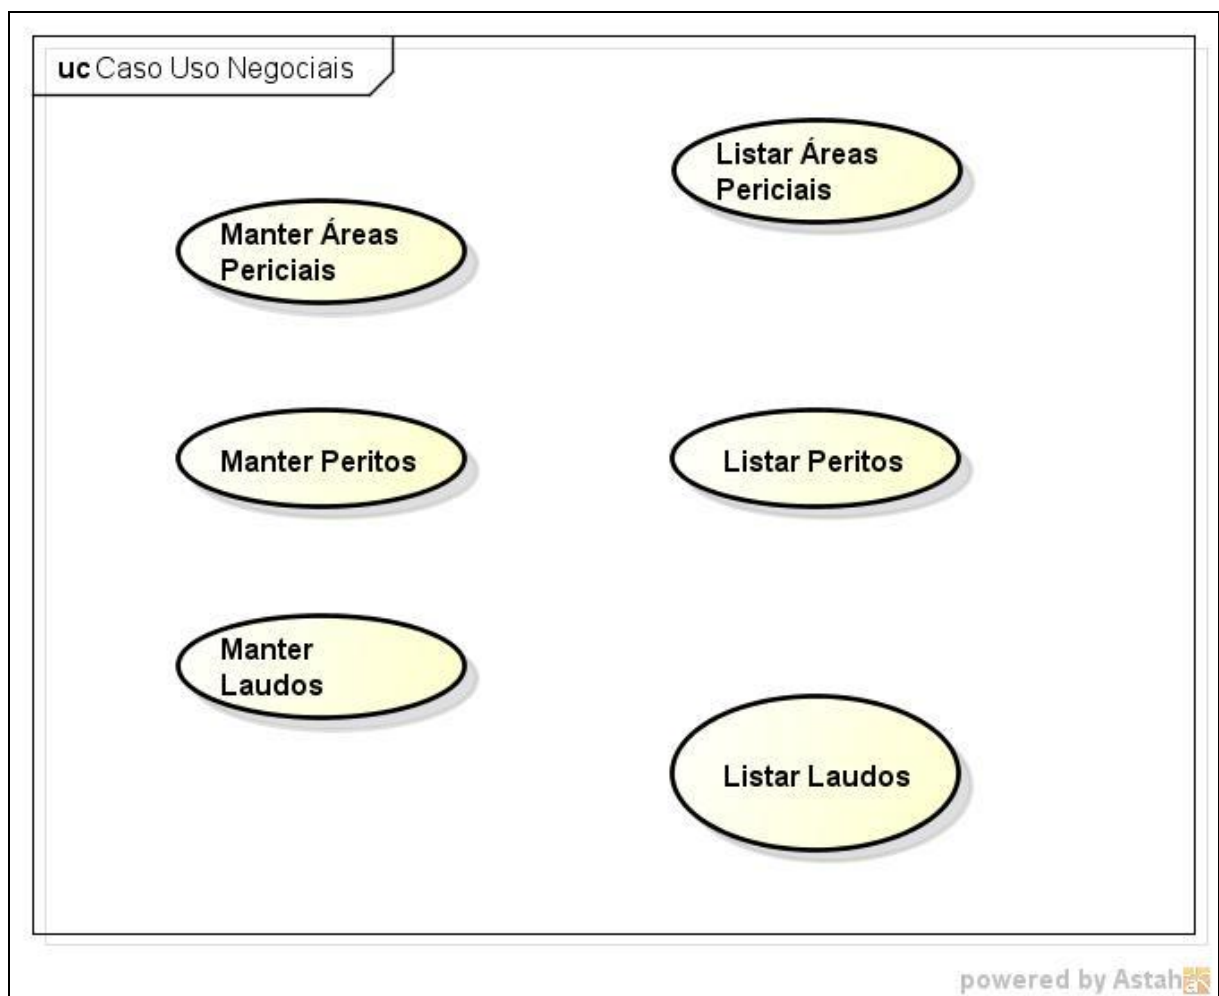 uc Caso Uso Negociais
Listar Áreas
Periciais
Manter Áreas
Periciais
Manter Peritos
Listar Peritos
Manter
Laudos
Listar Laudos
powered by Astah